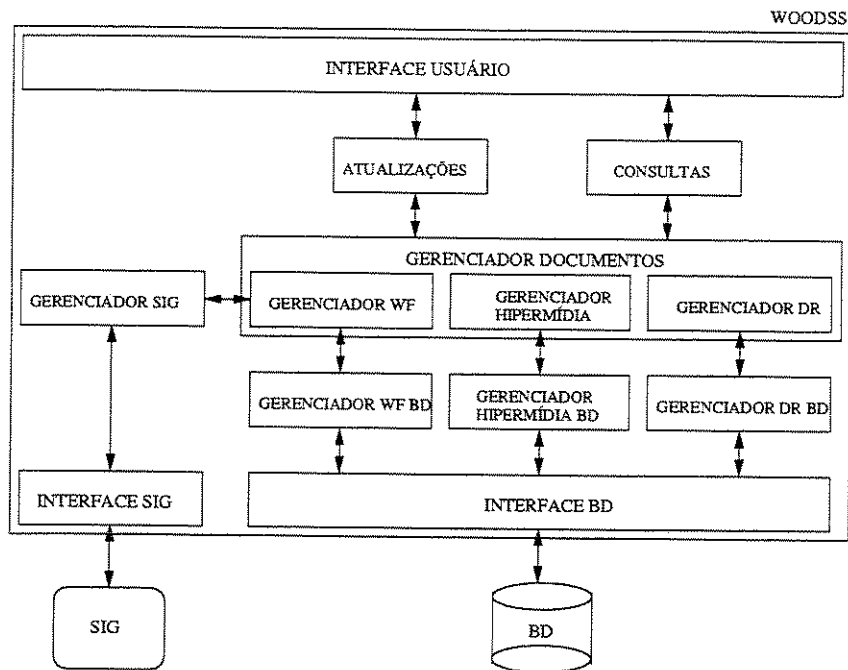 WOODSS
INTERFACE USUÁRIO
ATUALIZAÇÕES
CONSULTAS
GERENCIADOR DOCUMENTOS
GERENCIADOR SIG
GERENCIADOR WF
GERENCIADOR
HIPERMÍDIA
GERENCIADOR DR
GERENCIADOR WF BD
GERENCIADOR
HIPERMÍDIA BD
GERENCIADOR DR BD
INTERFACE SIG
INTERFACE BD
SIG
BD